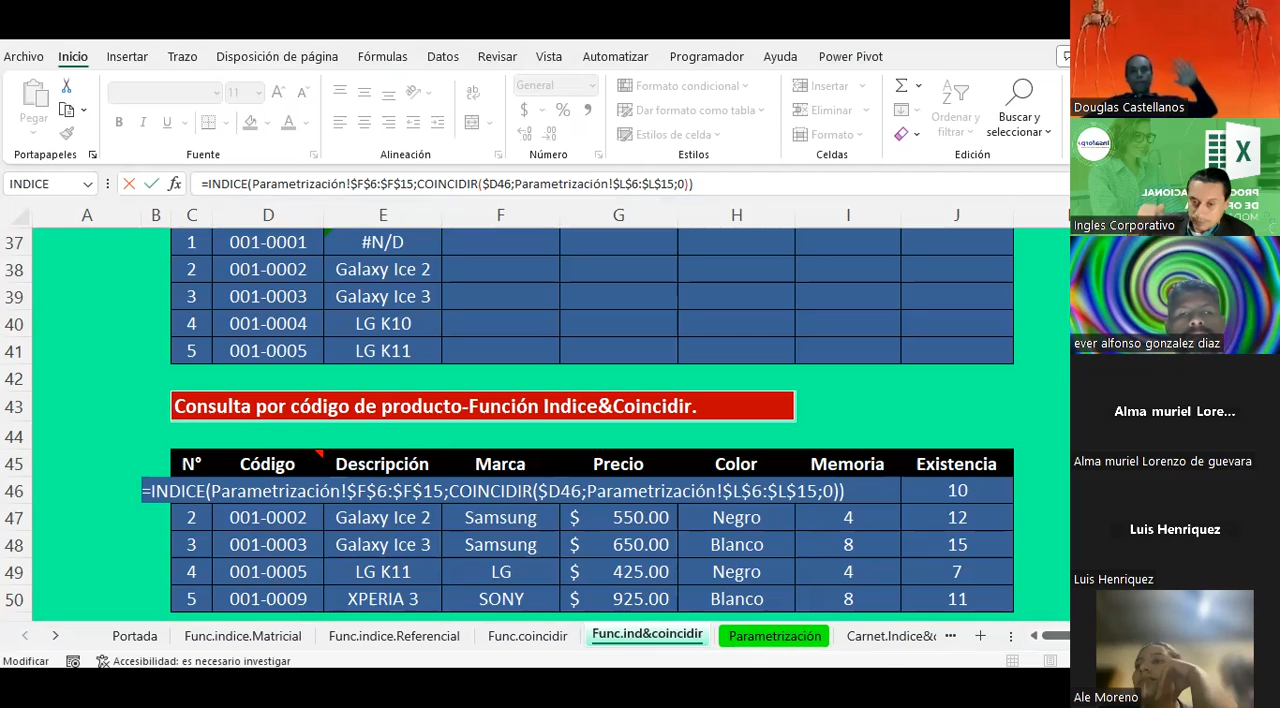 Archivo Inicio Insertar Trazo Disposición de página Fórmulas Datos Revisar Vista Automatizar Programador Ayuda Power Pivot
Pegar
Portapapeles
11
N K S
Fuente
Alineación
General
$ % 000
Número
Formato condicional
Dar formato como tabla
Estilos de celda
Estilos
Insertar
Eliminar
Formato
Celdas
Ordenar y filtrar
Buscar y seleccionar
Edición
INDICE =INDICE(Parametrización!$F$6:$F$15;COINCIDIR($D46;Parametrización!$L$6:$L$15;0))
A B C D E F G H I J
37 1 001-0001 #N/D
38 2 001-0002 Galaxy Ice 2
39 3 001-0003 Galaxy Ice 3
40 4 001-0004 LG K10
41 5 001-0005 LG K11
42
43 Consulta por código de producto-Función Indice&Coincidir.
44
45 N° Código Descripción Marca Precio Color Memoria Existencia
46 =INDICE(Parametrización!$F$6:$F$15;COINCIDIR($D46;Parametrización!$L$6:$L$15;0)) 10
47 2 001-0002 Galaxy Ice 2 Samsung $ 550.00 Negro 4 12
48 3 001-0003 Galaxy Ice 3 Samsung $ 650.00 Blanco 8 15
49 4 001-0005 LG K11 LG $ 425.00 Negro 4 7
50 5 001-0009 XPERIA 3 SONY $ 925.00 Blanco 8 11
Portada Func.indice.Matricial Func.indice.Referencial Func.coincidir Func.ind&coincidir Parametrización Carnet.Indice&c
Modificar Accesibilidad: es necesario investigar
Douglas Castellanos
Ingles Corporativo
ever alfonso gonzalez diaz
Alma muriel Lore...
Alma muriel Lorenzo de guevara
Luis Henriquez
Luis Henriquez
Ale Moreno